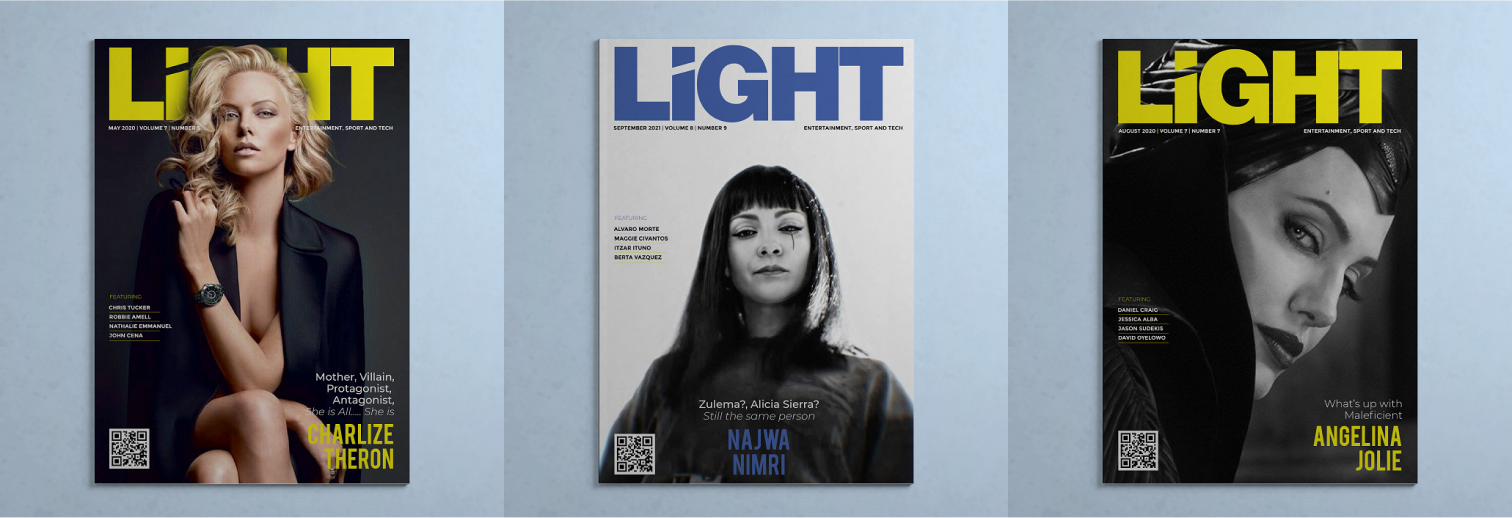 LiGHT
MAY 2020 | VOLUME 7 | NUMBER
ENTERTAINMENT, SPORT AND TECH
FEATURING
CHRIS TUCKER
ROBBIE AMELL
NATHALIE EMMANUEL
JOHN CENA
Mother, Villain,
Protagonist,
Antagonist,
She is All..... She is
CHARLIZE
THERON
LiGHT
SEPTEMBER 2021 | VOLUME 8 | NUMBER 9
ENTERTAINMENT, SPORT AND TECH
FEATURING
ALVARO MORTE
MAGGIE CIVANTOS
ITZAR ITUNO
BERTA VAZQUEZ
Zulema?, Alicia Sierra?
Still the same person
NAJWA
NIMRI
LiGHT
AUGUST 2020 | VOLUME 7 | NUMBER 7
ENTERTAINMENT, SPORT AND TECH
FEATURING
DANIEL CRAIG
JESSICA ALBA
JASON SUDEKIS
DAVID OYELOWO
What's up with
Maleficient
ANGELINA
JOLIE